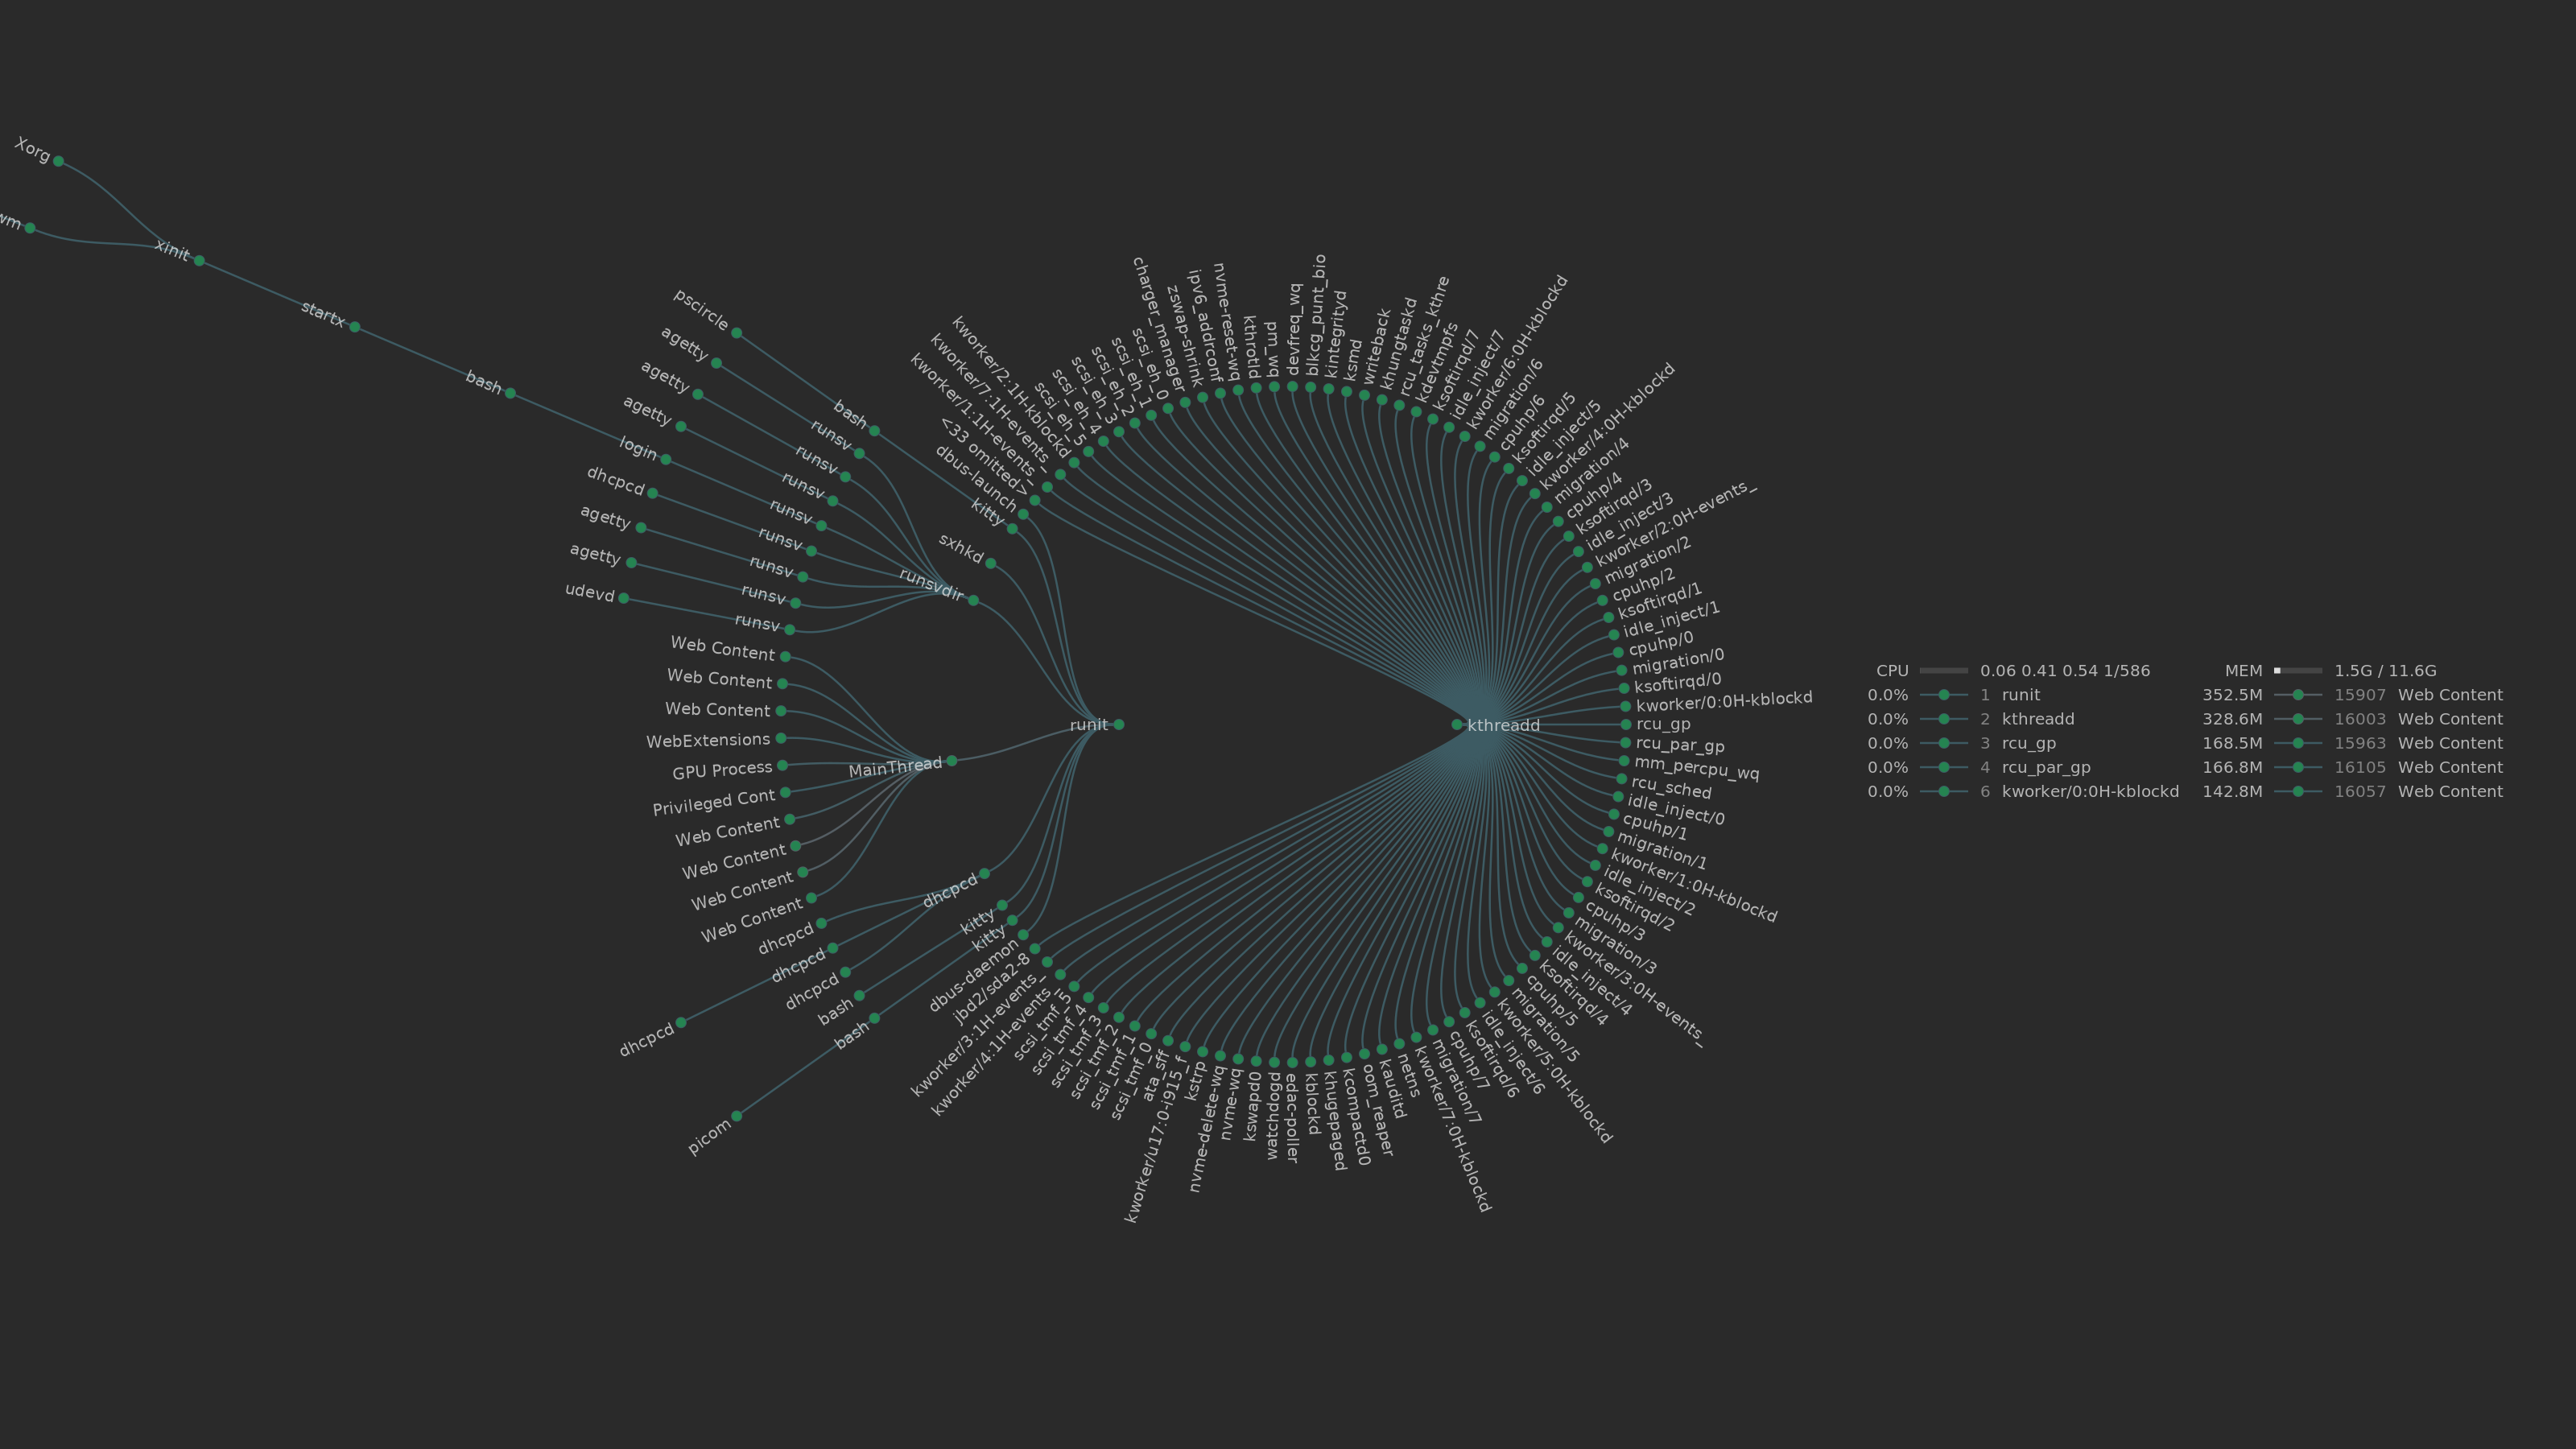 Xorg
wm
xinit
startx
bash
login
pscircle
agetty
agetty
agetty
dhcpcd
agetty
agetty
udevd
bash
runsv
runsv
runsv
runsv
runsv
runsv
runsv
runsv
runsvdir
sxhkd
kitty
dbus-launch
<33 omitted>
kworker/1:1H-events_
kworker/7:1H-events_
kworker/2:1H-kblockd
scsi_eh_5
scsi_eh_4
scsi_eh_3
scsi_eh_2
scsi_eh_1
scsi_eh_0
charger_manager
zswap-shrink
ipv6_addrconf
nvme-reset-wq
kthrotld
pm_wq
devfreq_wq
blkcg_punt_bio
kintegrityd
ksmd
writeback
khungtaskd
rcu_tasks_kthre
kdevtmpfs
ksoftirqd/7
idle_inject/7
kworker/6:0H-kblockd
migration/6
cpuhp/6
ksoftirqd/5
idle_inject/5
kworker/4:0H-kblockd
migration/4
cpuhp/4
ksoftirqd/3
idle_inject/3
kworker/2:0H-events_
migration/2
cpuhp/2
ksoftirqd/1
idle_inject/1
cpuhp/0
migration/0
ksoftirqd/0
kworker/0:0H-kblockd
rcu_gp
rcu_par_gp
mm_percpu_wq
rcu_sched
idle_inject/0
cpuhp/1
migration/1
kworker/1:0H-kblockd
idle_inject/2
ksoftirqd/2
cpuhp/3
migration/3
kworker/3:0H-events_
idle_inject/4
ksoftirqd/4
cpuhp/5
migration/5
kworker/5:0H-kblockd
idle_inject/6
ksoftirqd/6
cpuhp/7
migration/7
kworker/7:0H-kblockd
netns
kauditd
oom_reaper
kcompactd0
khugepaged
kblockd
edac-poller
watchdogd
kswapd0
nvme-wq
nvme-delete-wq
kstrp
kworker/u17:0-i915_f
ata_sff
scsi_tmf_0
scsi_tmf_1
scsi_tmf_2
scsi_tmf_3
scsi_tmf_4
scsi_tmf_5
kworker/4:1H-events_
kworker/3:1H-events_
jbd2/sda2-8
dbus-daemon
kitty
kitty
dhcpcd
runit
kthreadd
MainThread
Web Content
Web Content
Web Content
WebExtensions
GPU Process
Privileged Cont
Web Content
Web Content
Web Content
Web Content
dhcpcd
dhcpcd
dhcpcd
dhcpcd
bash
bash
picom
CPU 0.06 0.41 0.54 1/586
0.0% 1 runit
0.0% 2 kthreadd
0.0% 3 rcu_gp
0.0% 4 rcu_par_gp
0.0% 6 kworker/0:0H-kblockd
MEM 1.5G / 11.6G
352.5M 15907 Web Content
328.6M 16003 Web Content
168.5M 15963 Web Content
166.8M 16105 Web Content
142.8M 16057 Web Content